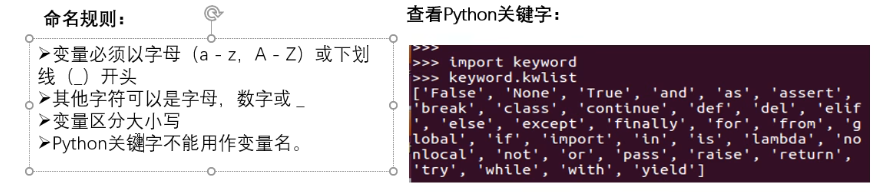 命名规则：
➢变量必须以字母（a - z，A - Z）或下划
线（_）开头
➢其他字符可以是字母，数字或 _
➢变量区分大小写
➢Python关键字不能用作变量名。
查看Python关键字：
>>>
>>> import keyword
>>> keyword.kwlist
['False', 'None', 'True', 'and', 'as', 'assert',
'break', 'class', 'continue', 'def', 'del', 'elif
', 'else', 'except', 'finally', 'for', 'from', 'g
lobal', 'if', 'import', 'in', 'is', 'lambda', 'no
nlocal', 'not', 'or', 'pass', 'raise', 'return',
'try', 'while', 'with', 'yield']